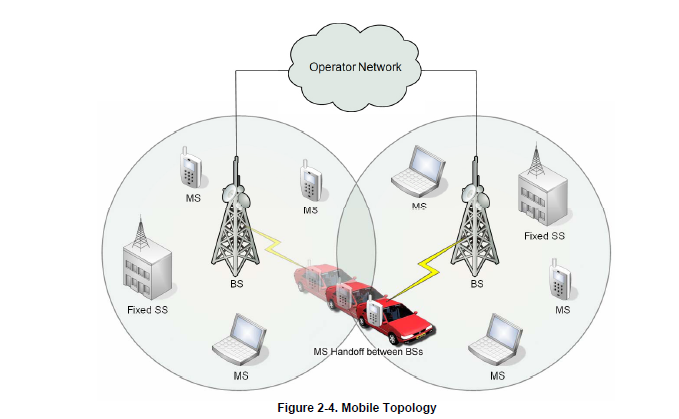 Operator Network
MS
MS
MS
Fixed SS
BS
BS
Fixed SS
MS
MS Handoff between BSs
MS
MS
Figure 2-4. Mobile Topology